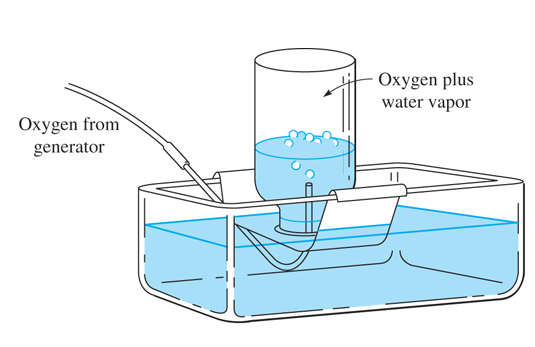 Oxygen plus
water vapor
Oxygen from
generator